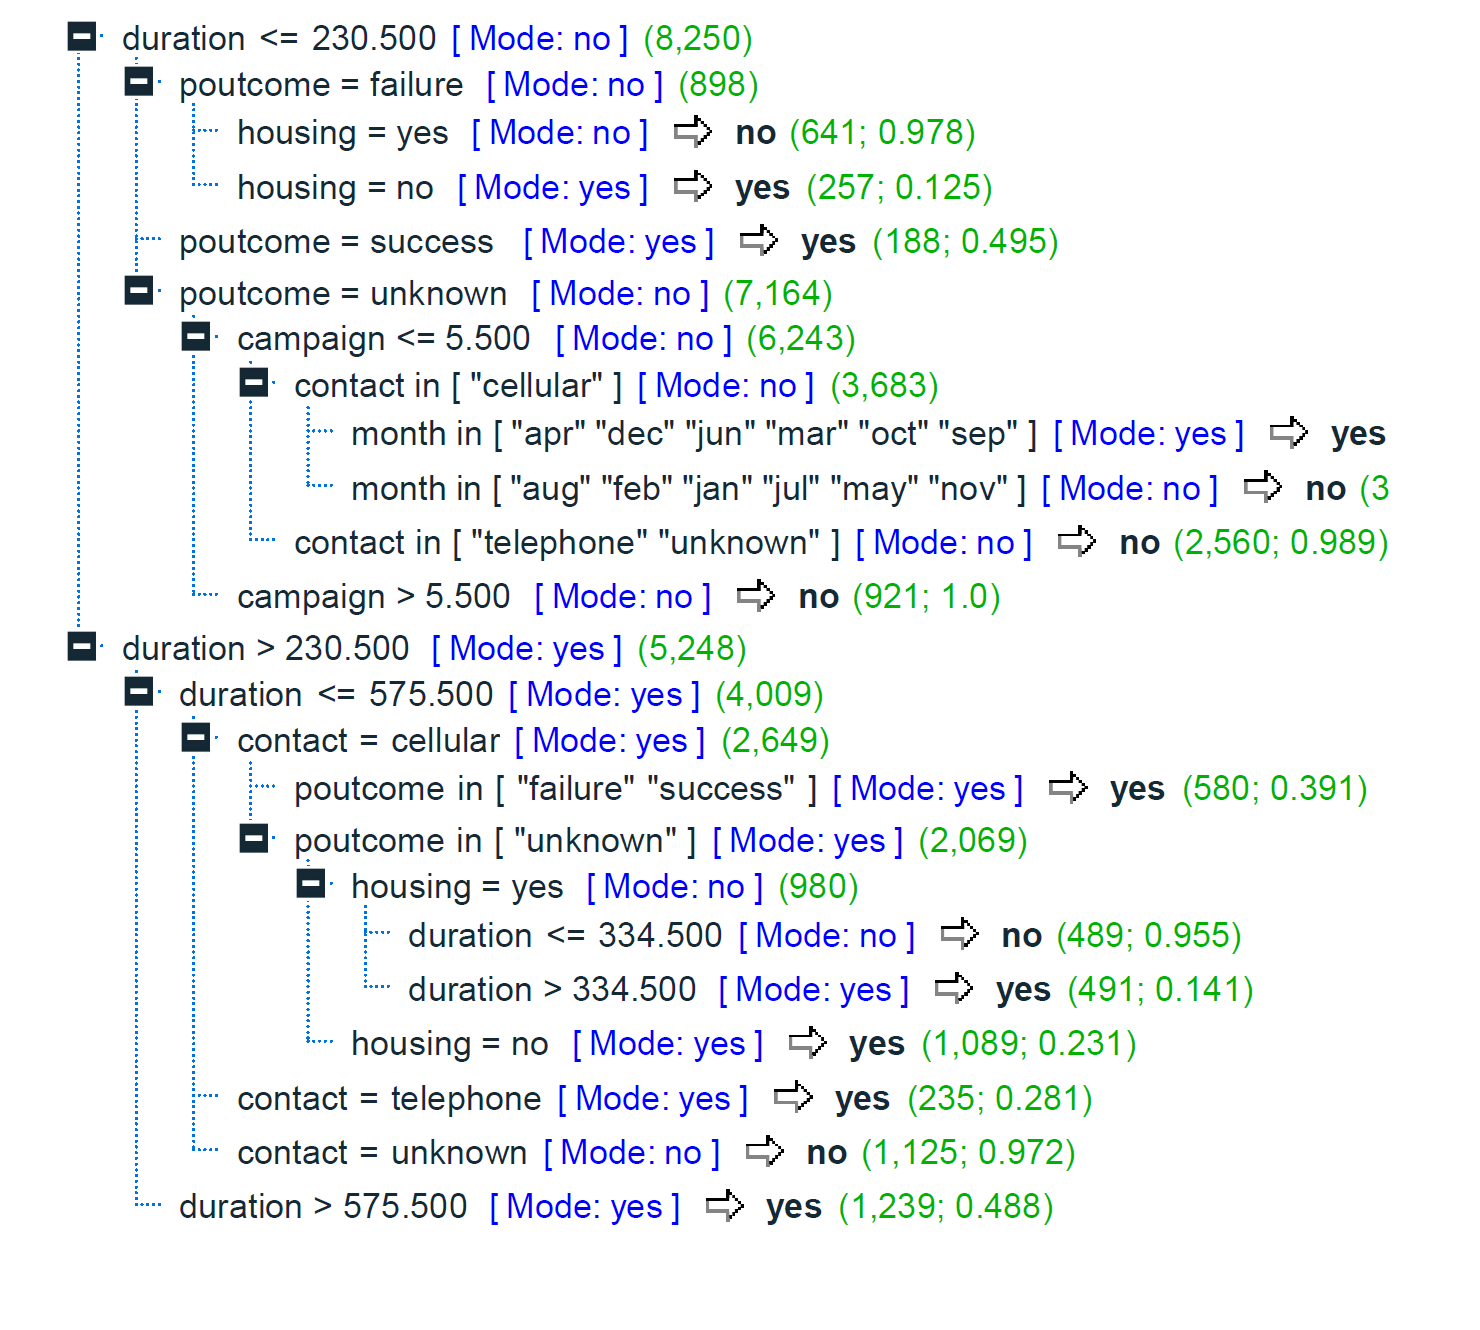 duration <= 230.500 [ Mode: no ] (8,250)
poutcome = failure [ Mode: no ] (898)
housing = yes [ Mode: no ] ⇨ no (641; 0.978)
housing = no [ Mode: yes ] ⇨ yes (257; 0.125)
poutcome = success [ Mode: yes ] ⇨ yes (188; 0.495)
poutcome = unknown [ Mode: no ] (7,164)
campaign <= 5.500 [ Mode: no ] (6,243)
contact in [ "cellular" ] [ Mode: no ] (3,683)
month in [ "apr" "dec" "jun" "mar" "oct" "sep" ] [ Mode: yes ] ⇨ yes
month in [ "aug" "feb" "jan" "jul" "may" "nov" ] [ Mode: no ] ⇨ no (3
contact in [ "telephone" "unknown" ] [ Mode: no ] ⇨ no (2,560; 0.989)
campaign > 5.500 [ Mode: no ] ⇨ no (921; 1.0)
duration > 230.500 [ Mode: yes ] (5,248)
duration <= 575.500 [ Mode: yes ] (4,009)
contact = cellular [ Mode: yes ] (2,649)
poutcome in [ "failure" "success" ] [ Mode: yes ] ⇨ yes (580; 0.391)
poutcome in [ "unknown" ] [ Mode: yes ] (2,069)
housing = yes [ Mode: no ] (980)
duration <= 334.500 [ Mode: no ] ⇨ no (489; 0.955)
duration > 334.500 [ Mode: yes ] ⇨ yes (491; 0.141)
housing = no [ Mode: yes ] ⇨ yes (1,089; 0.231)
contact = telephone [ Mode: yes ] ⇨ yes (235; 0.281)
contact = unknown [ Mode: no ] ⇨ no (1,125; 0.972)
duration > 575.500 [ Mode: yes ] ⇨ yes (1,239; 0.488)